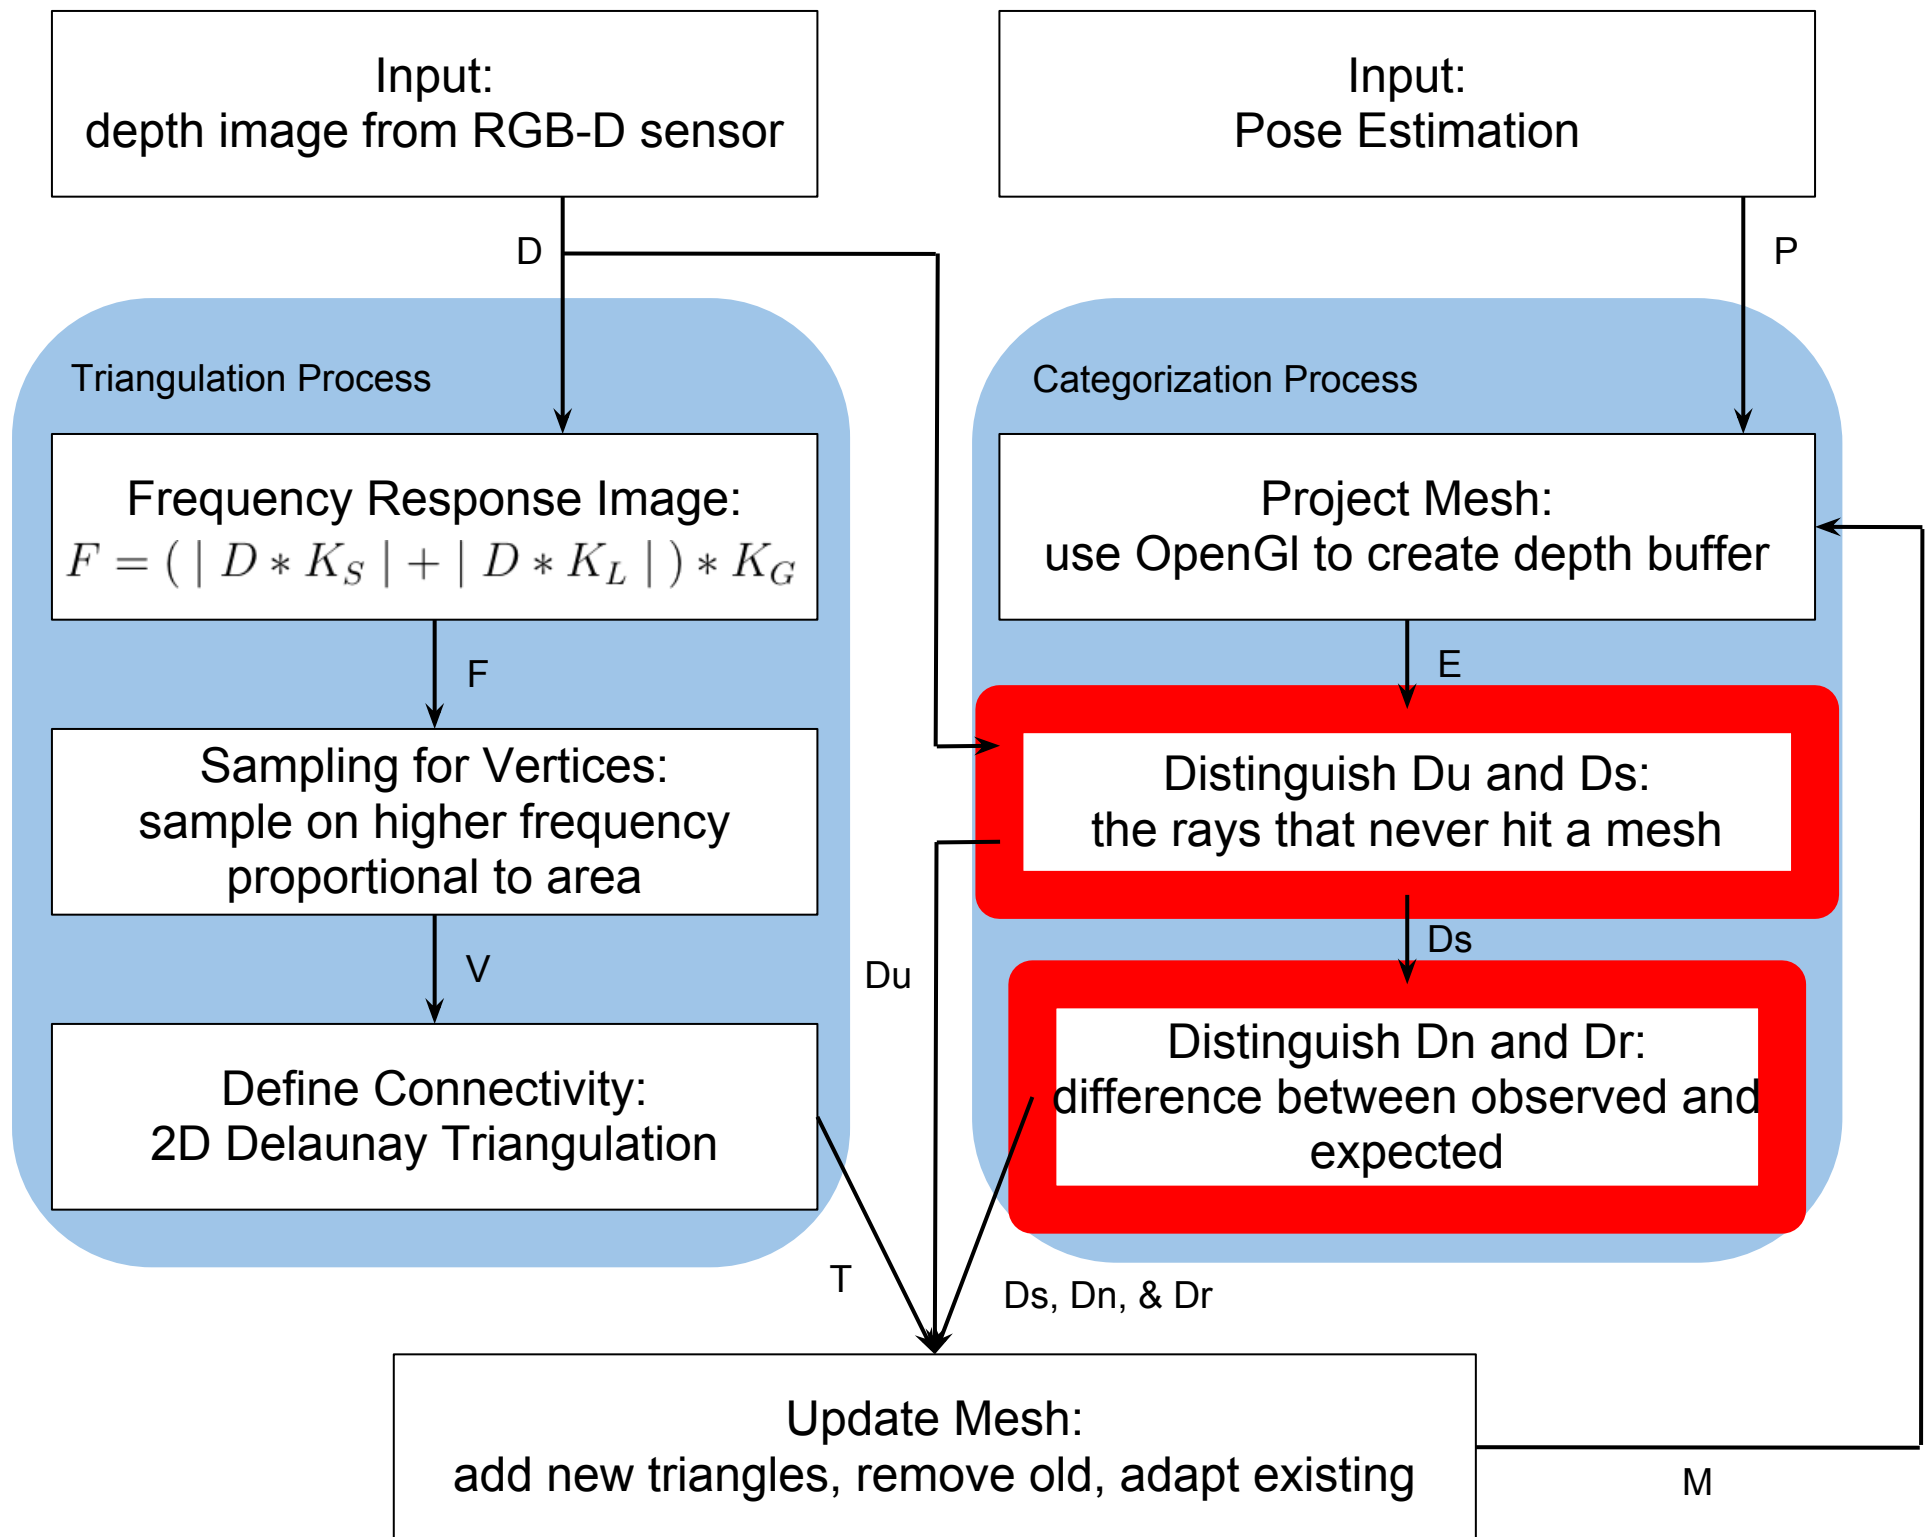 Input:
depth image from RGB-D sensor
Input:
Pose Estimation
D
P
Triangulation Process
Categorization Process
Frequency Response Image:
F = ( | D * K_S | + | D * K_L | ) * K_G
Project Mesh:
use OpenGl to create depth buffer
F
E
Sampling for Vertices:
sample on higher frequency
proportional to area
Distinguish Du and Ds:
the rays that never hit a mesh
V
Du
Ds
Define Connectivity:
2D Delaunay Triangulation
Distinguish Dn and Dr:
difference between observed and
expected
T
Ds, Dn, & Dr
Update Mesh:
add new triangles, remove old, adapt existing
M